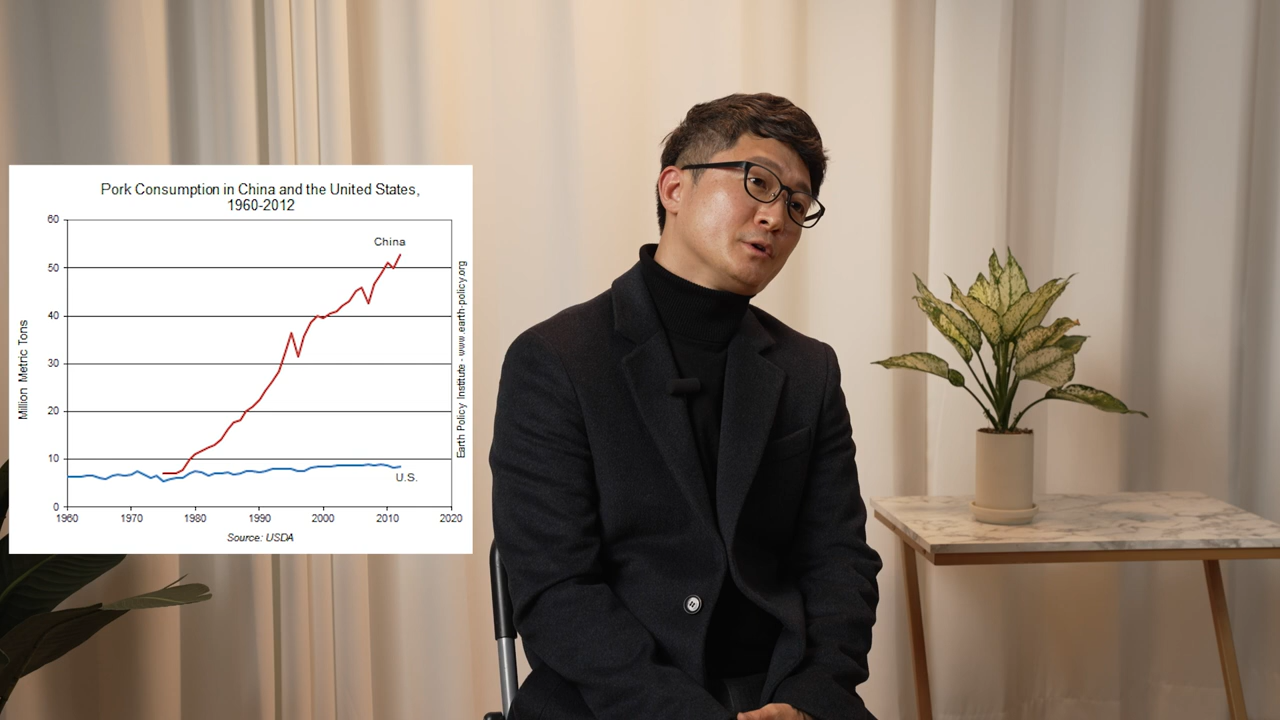 Pork Consumption in China and the United States,
1960-2012
China
U.S.
60
50
40
30
20
10
0
1960 1970 1980 1990 2000 2010 2020
Million Metric Tons
Earth Policy Institute - www.earth-policy.org
Source: USDA